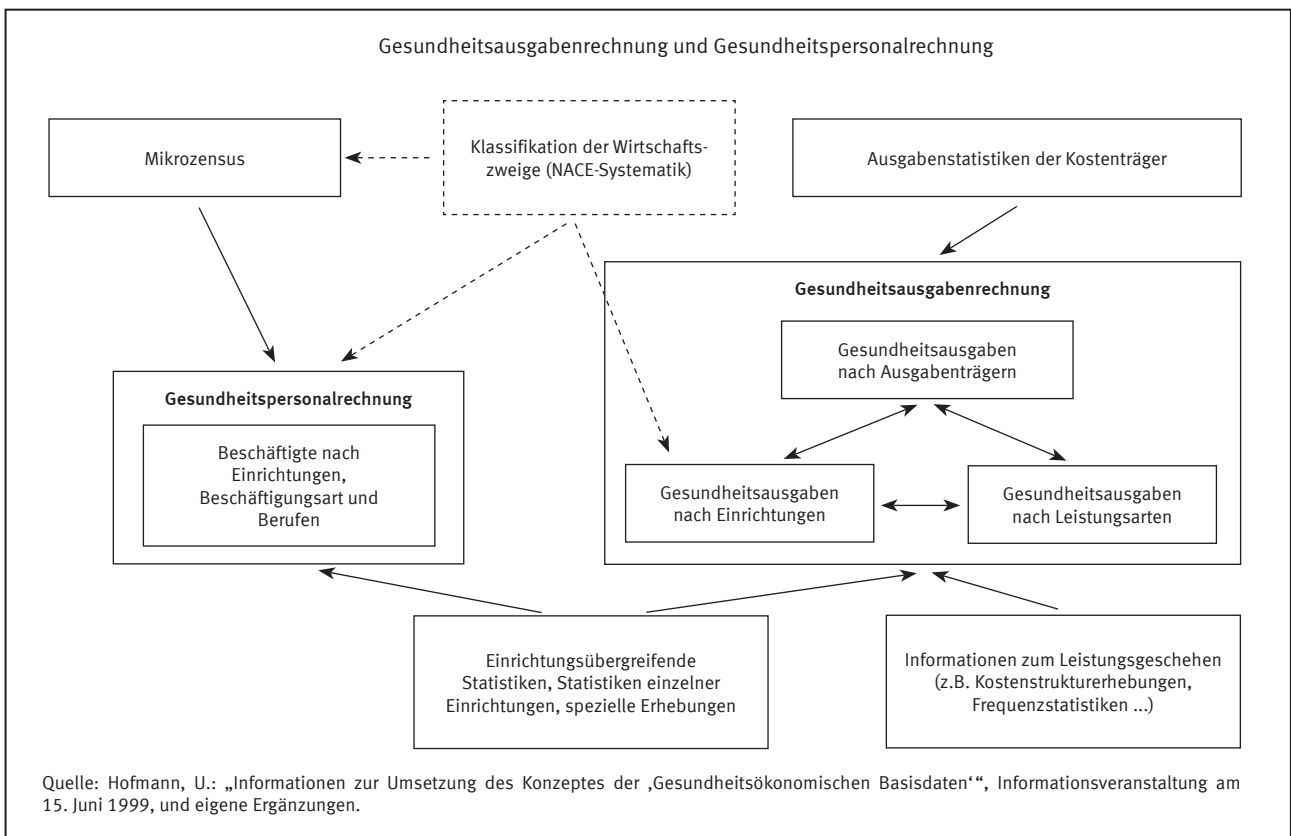 Gesundheitsausgabenrechnung und Gesundheitspersonalrechnung
Mikrozensus
Klassifikation der Wirtschafts-
zweige (NACE-Systematik)
Ausgabenstatistiken der Kostenträger
Gesundheitsausgabenrechnung
Gesundheitsausgaben
nach Ausgabenträgern
Gesundheitspersonalrechnung
Beschäftigte nach
Einrichtungen,
Beschäftigungsart und
Berufen
Gesundheitsausgaben
nach Einrichtungen
Gesundheitsausgaben
nach Leistungsarten
Einrichtungsübergreifende
Statistiken, Statistiken einzelner
Einrichtungen, spezielle Erhebungen
Informationen zum Leistungsgeschehen
(z.B. Kostenstrukturerhebungen,
Frequenzstatistiken ...)
Quelle: Hofmann, U.: „Informationen zur Umsetzung des Konzeptes der ‚Gesundheitsökonomischen Basisdaten‘“, Informationsveranstaltung am
15. Juni 1999, und eigene Ergänzungen.